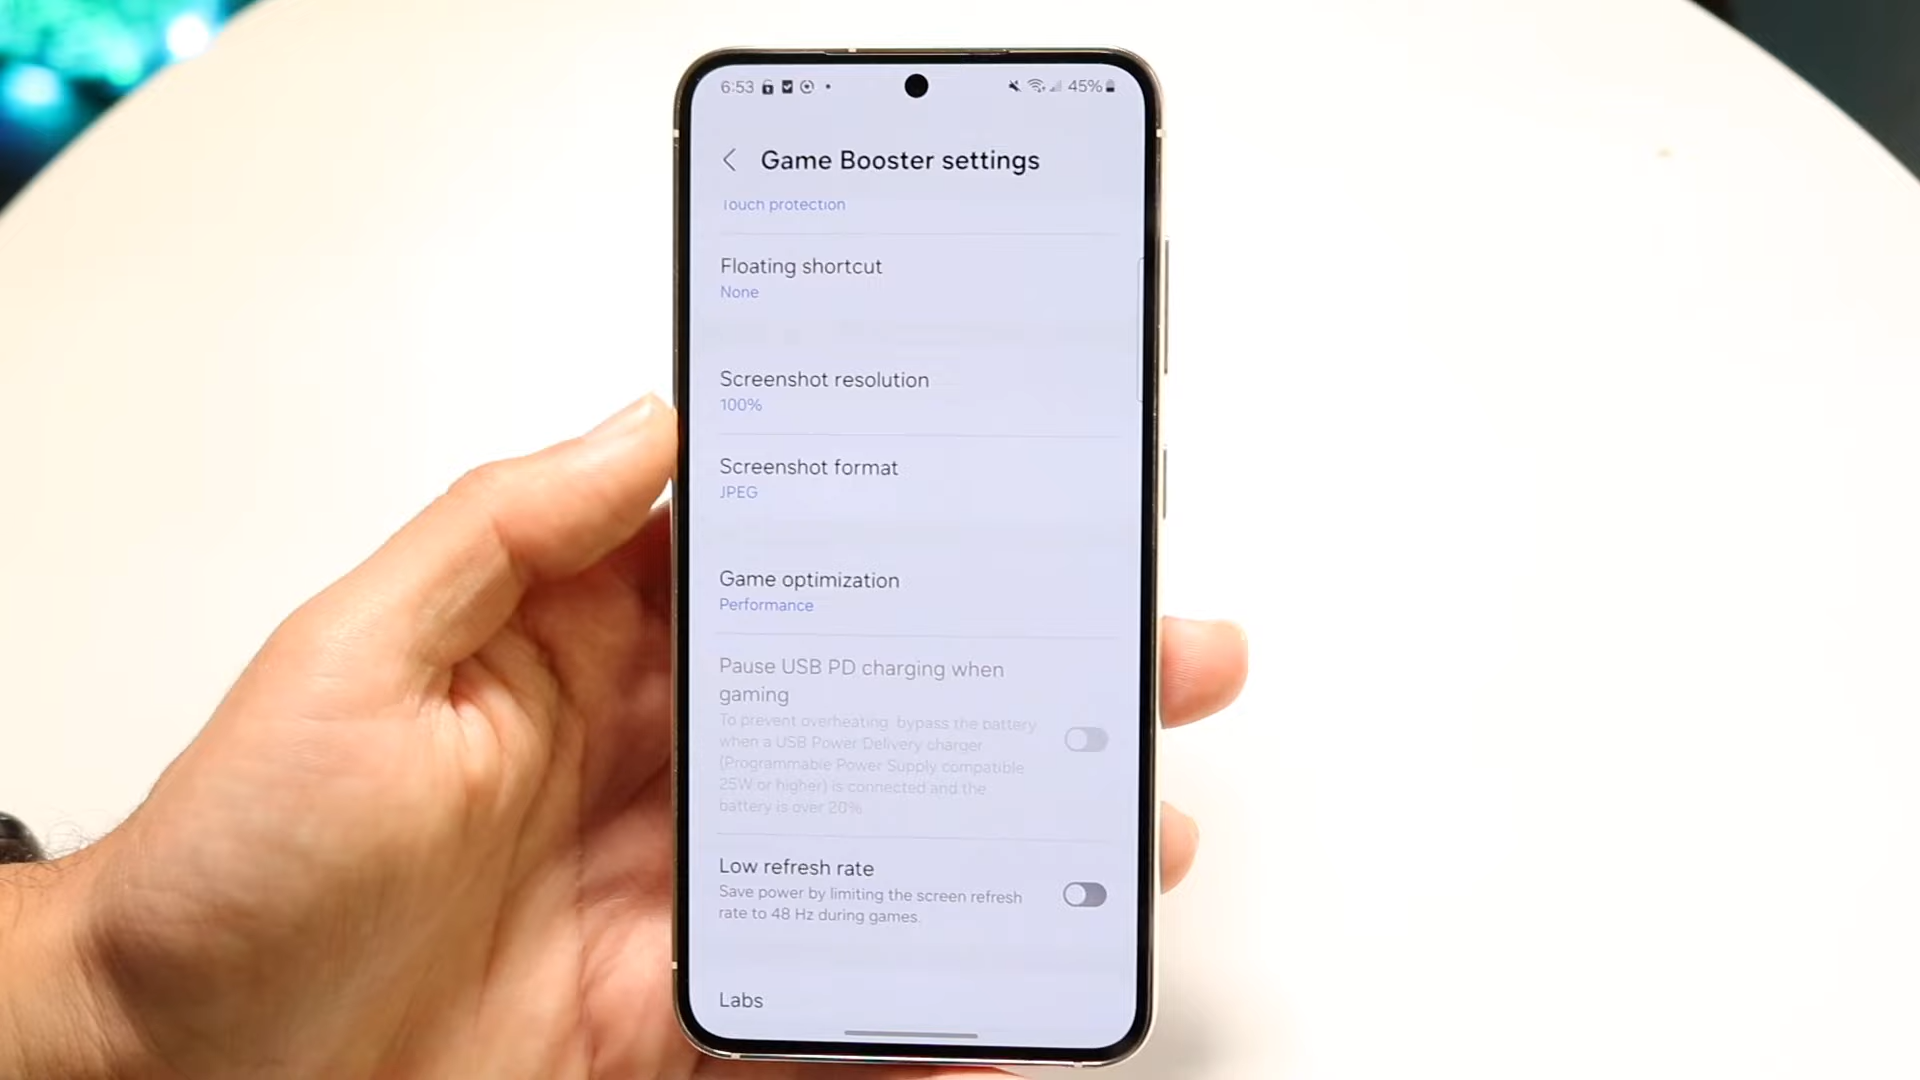 6:53 45%
Game Booster settings
Touch protection
Floating shortcut
None
Screenshot resolution
100%
Screenshot format
JPEG
Game optimization
Performance
Pause USB PD charging when
gaming
To prevent overheating, bypass the battery
when a USB Power Delivery charger
(Programmable Power Supply compatible
25W or higher) is connected and the
battery is over 20%.
Low refresh rate
Save power by limiting the screen refresh
rate to 48 Hz during games.
Labs